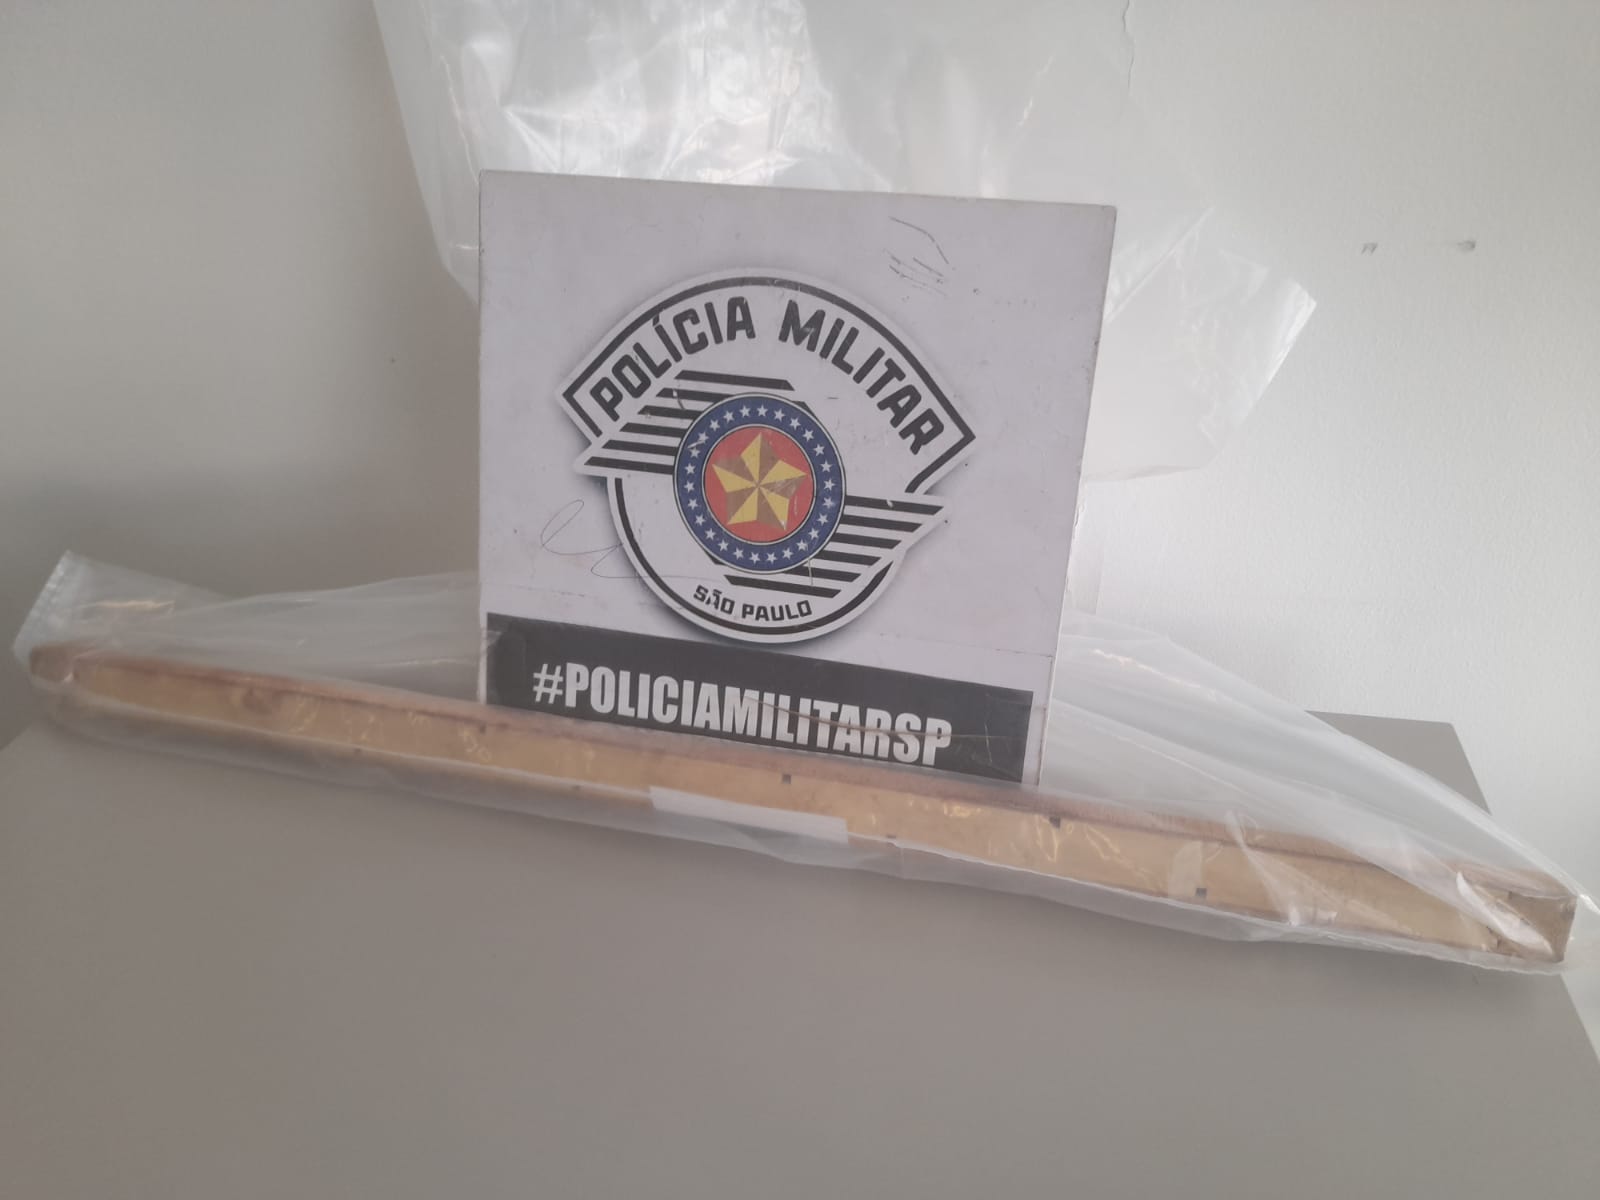 POLÍCIA MILITAR
SÃO PAULO
#POLICIAMILITARSP